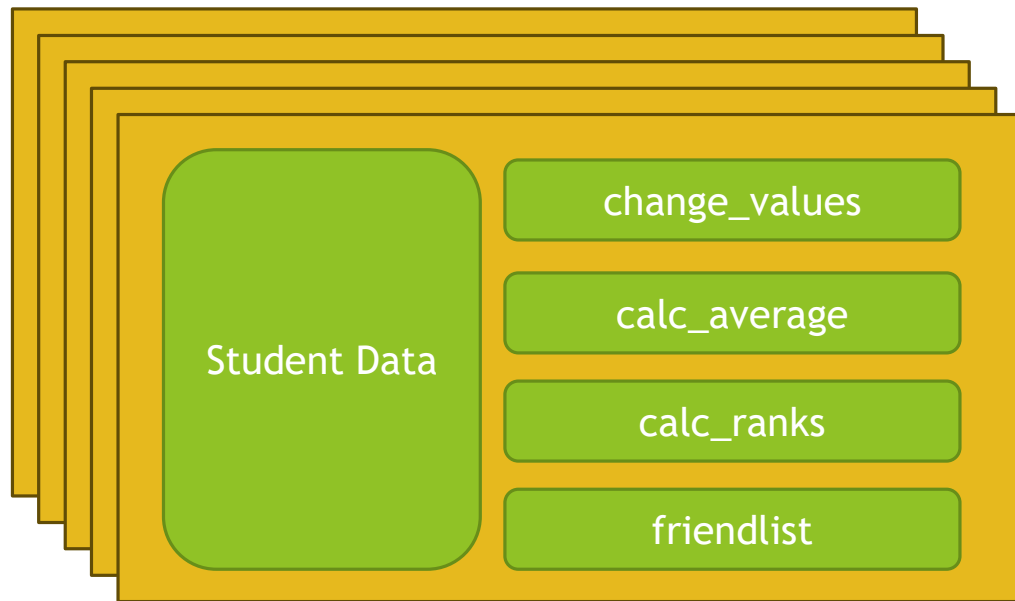 Student Data
change_values
calc_average
calc_ranks
friendlist